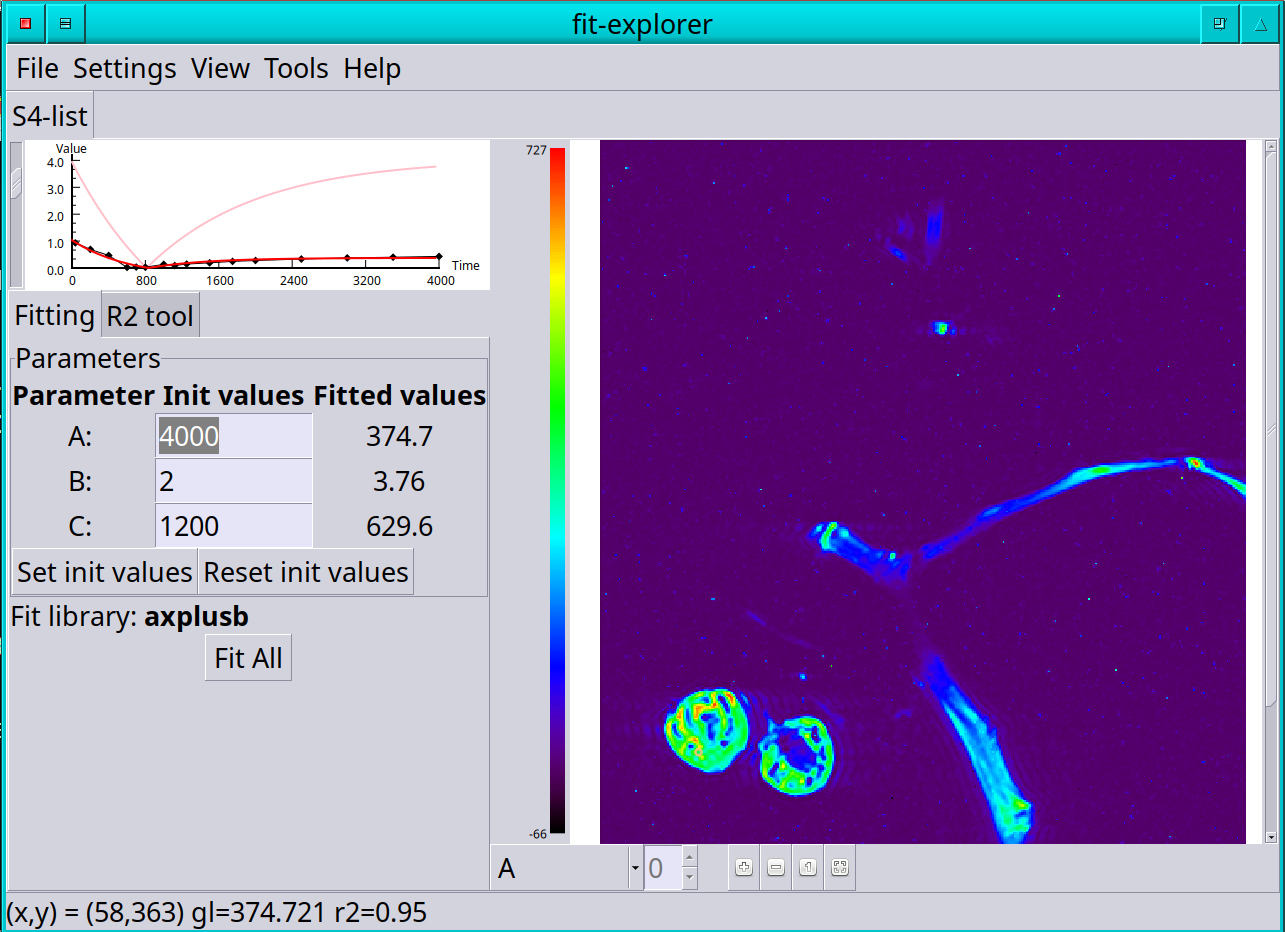 fit-explorer
File Settings View Tools Help
S4-list
Value
4.0
3.0
2.0
1.0
0.0
0 800 1600 2400 3200 4000
Time
727
-66
Fitting R2 tool
Parameters
Parameter Init values Fitted values
A: 4000 374.7
B: 2 3.76
C: 1200 629.6
Set init values Reset init values
Fit library: axplusb
Fit All
A 0
1
(x,y) = (58,363) gl=374.721 r2=0.95